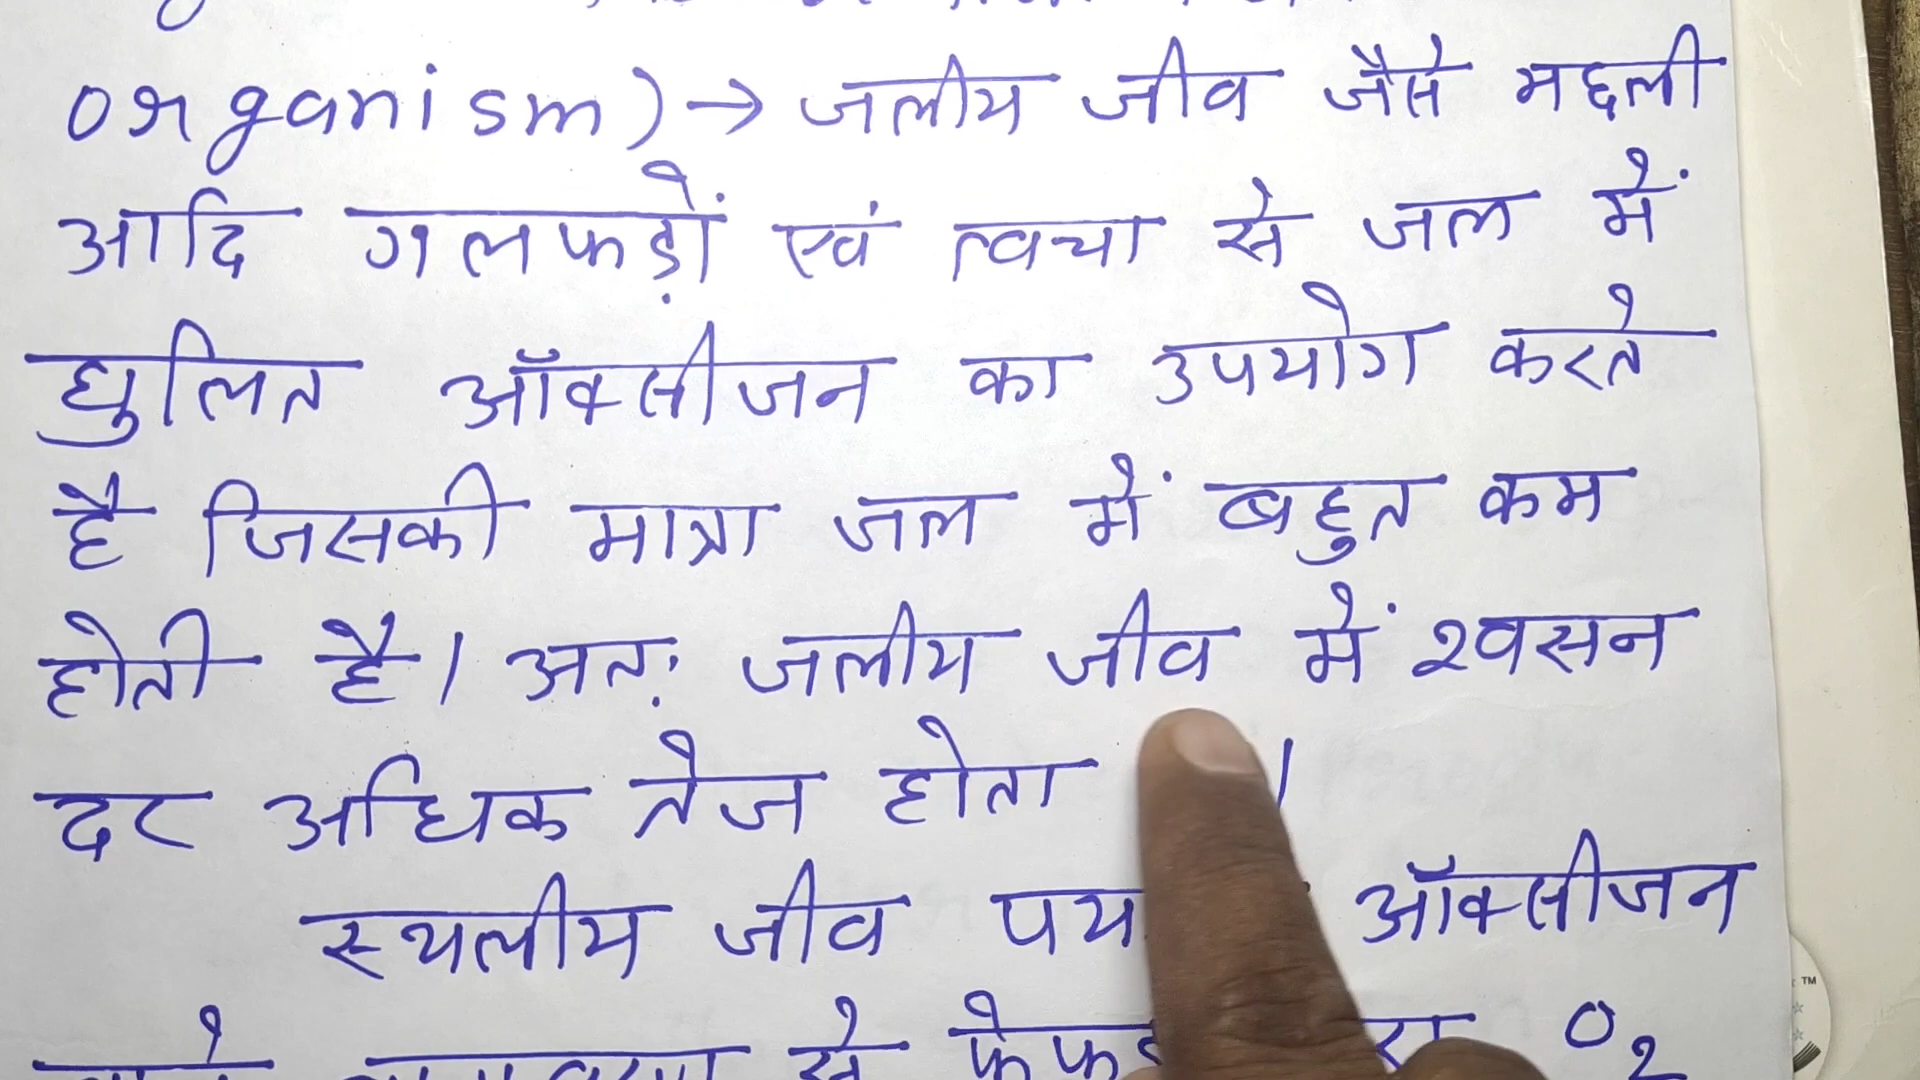 organism) → जलीय जीव जैसे मछली
आदि गलफड़ों एवं त्वचा से जल में
घुलित ऑक्सीजन का उपयोग करते
है जिसकी मात्रा जल में बहुत कम
होती है। अतः जलीय जीव में श्वसन
दर अधिक तेज होता ।
स्थलीय जीव ऑक्सीजन
से O₂
TM